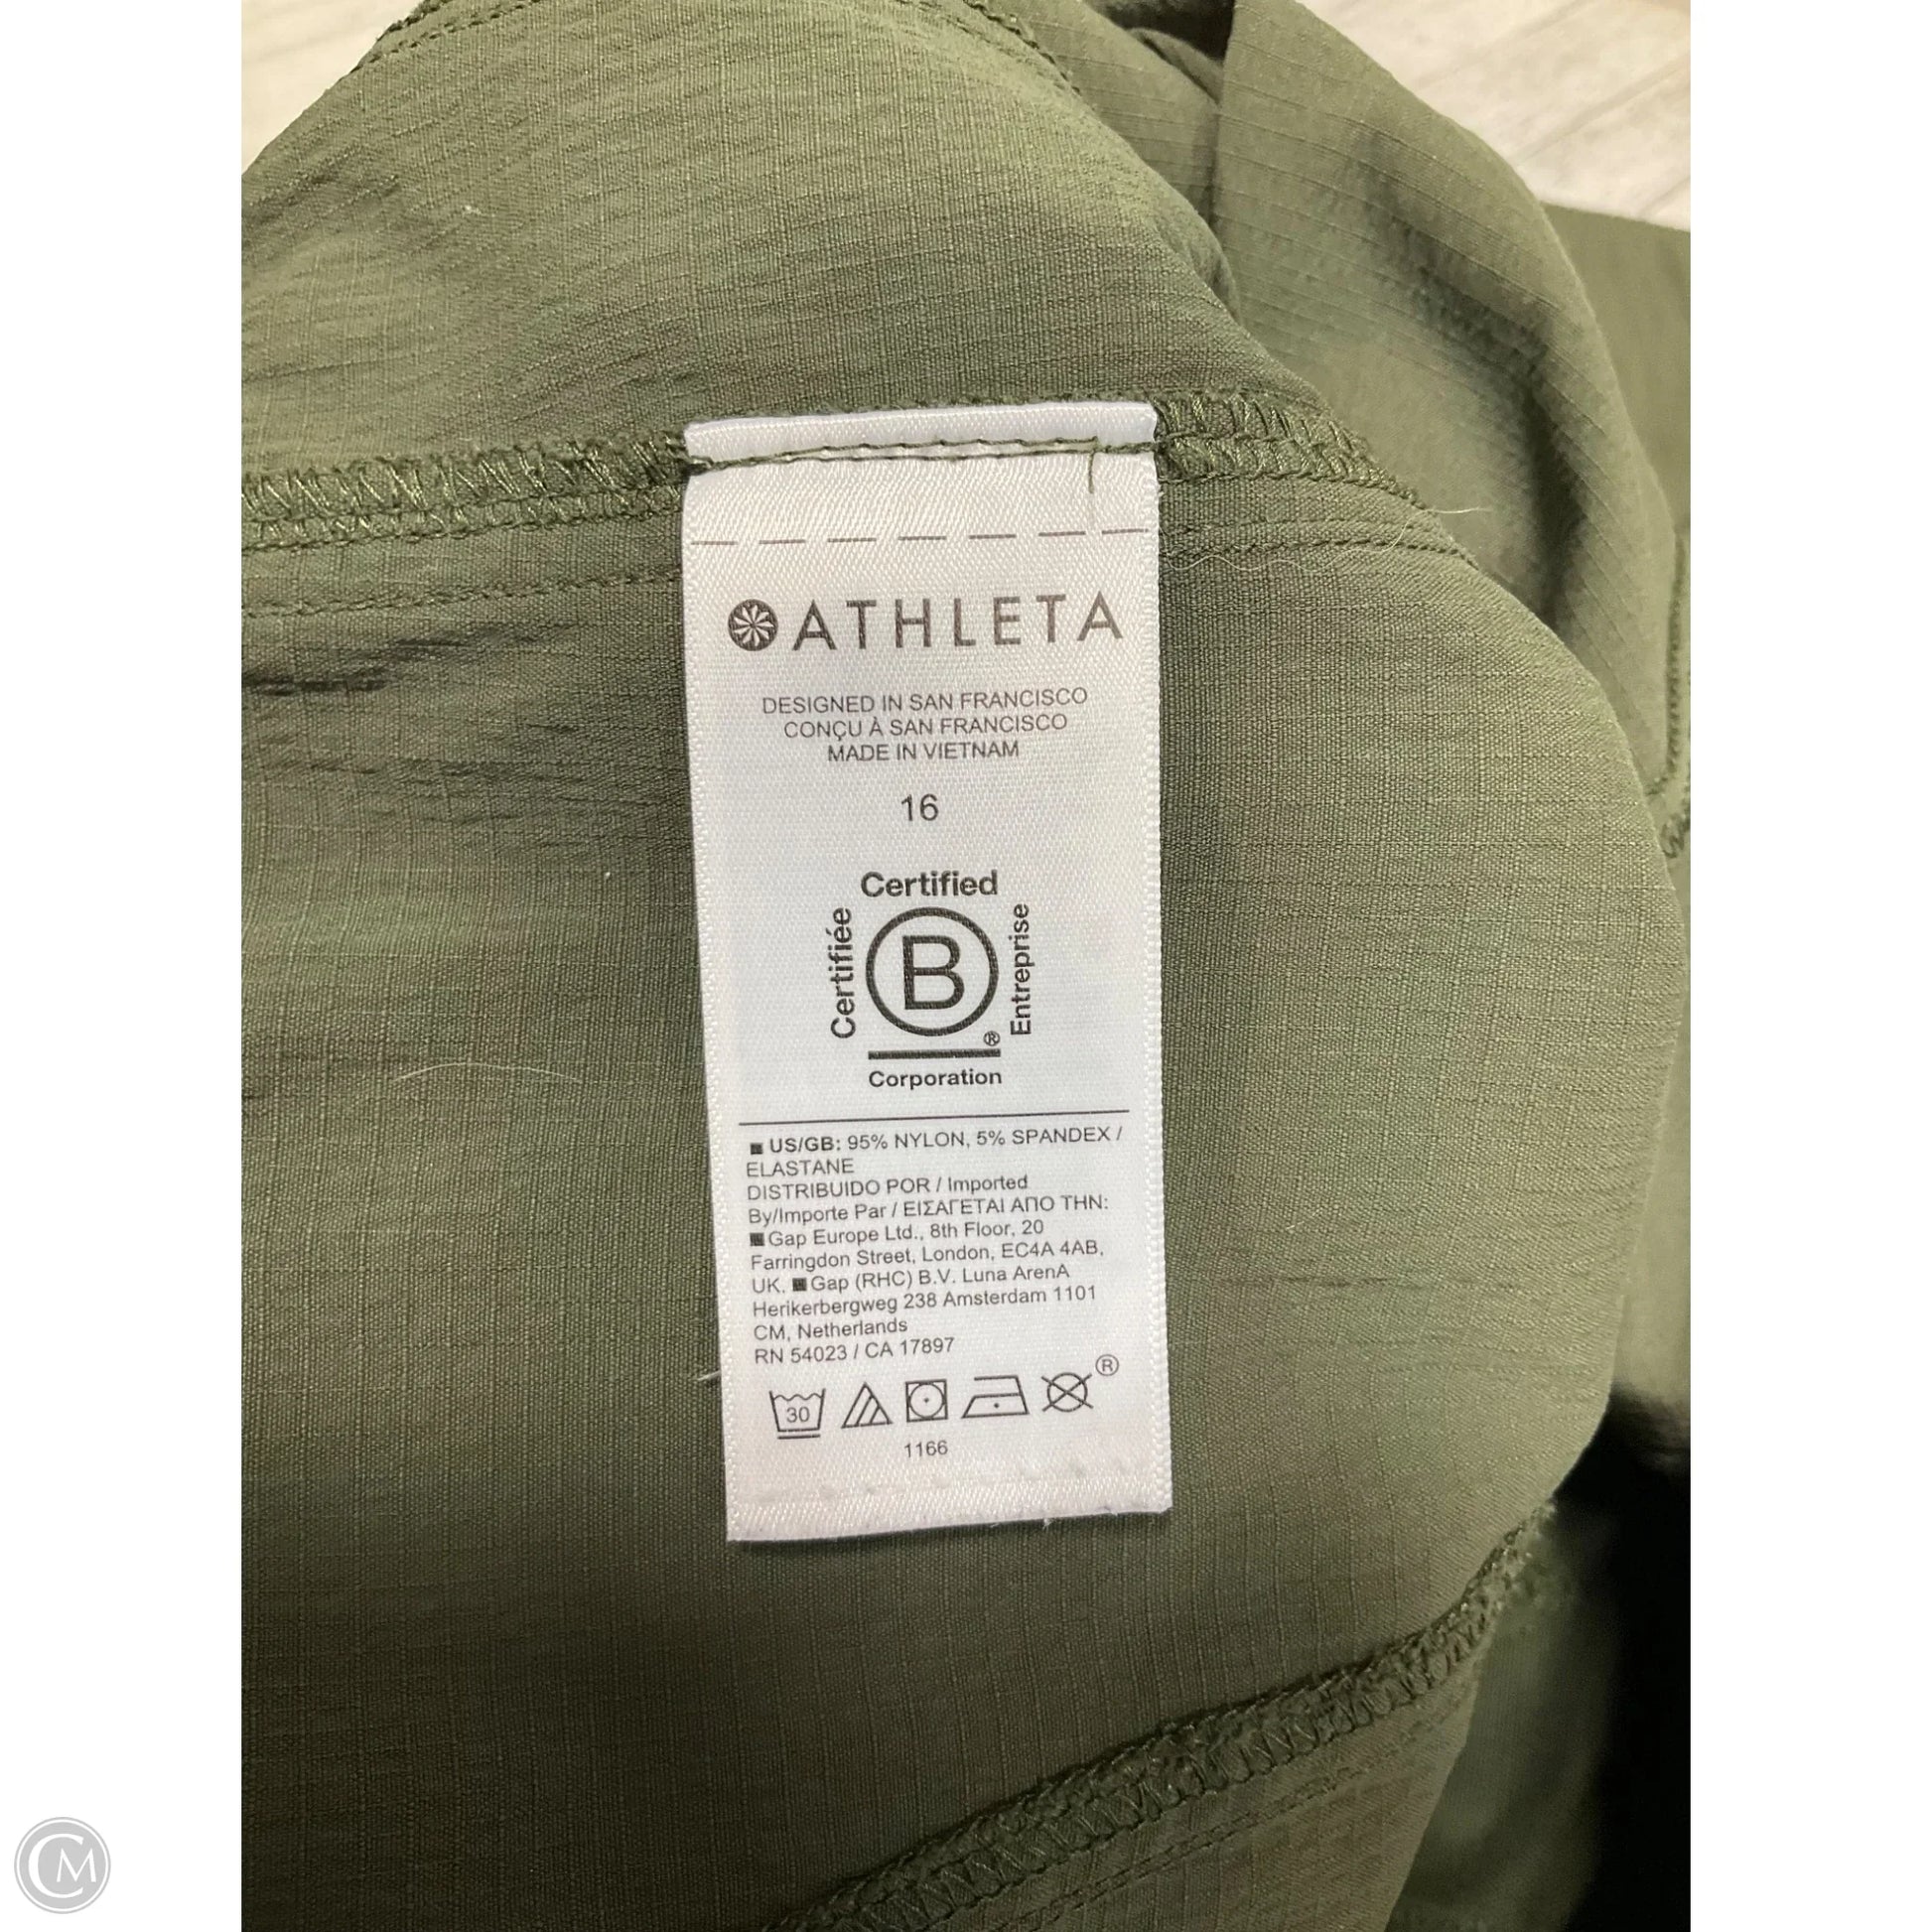 ATHLETA
DESIGNED IN SAN FRANCISCO
CONÇU À SAN FRANCISCO
MADE IN VIETNAM
16
Certified
Certifiée
B
Entreprise
®
Corporation
US/GB: 95% NYLON, 5% SPANDEX /
ELASTANE
DISTRIBUIDO POR / Imported
By/Importe Par / ΕΙΣΑΓΕΤΑΙ ΑΠΟ ΤΗΝ:
Gap Europe Ltd., 8th Floor, 20
Farringdon Street, London, EC4A 4AB,
UK, Gap (RHC) B.V. Luna ArenA
Herikerbergweg 238 Amsterdam 1101
CM, Netherlands
RN 54023 / CA 17897
30 ®
1166
CM